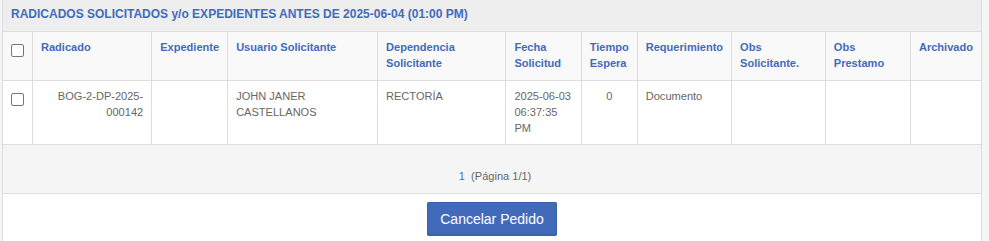 RADICADOS SOLICITADOS y/o EXPEDIENTES ANTES DE 2025-06-04 (01:00 PM)
Radicado Expediente Usuario Solicitante Dependencia Fecha Tiempo Requerimiento Obs Obs Archivado
Solicitante Solicitud Espera Solicitante. Prestamo
BOG-2-DP-2025- JOHN JANER RECTORÍA 2025-06-03 0 Documento
000142 CASTELLANOS 06:37:35
PM
1 (Página 1/1)
Cancelar Pedido